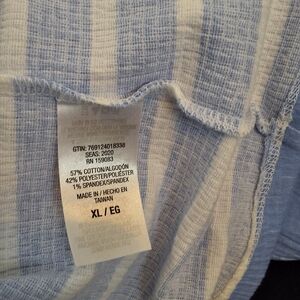 GTIN: 769124018338
SEAS: 2020
RN 159083
57% COTTON/ALGODÓN
42% POLYESTER/POLIÉSTER
1% SPANDEX/SPANDEX
MADE IN / HECHO EN
TAIWAN
XL / EG